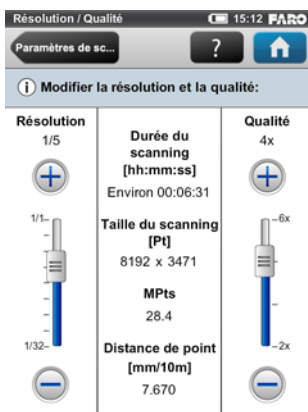 Résolution / Qualité 15:12 FARO
Paramètres de sc...
?
i Modifier la résolution et la qualité:
Résolution
1/5
1/1
1/32
Durée du
scanning
[hh:mm:ss]
Environ 00:06:31
Taille du scanning
[Pt]
8192 x 3471
MPts
28.4
Distance de point
[mm/10m]
7.670
Qualité
4x
6x
2x